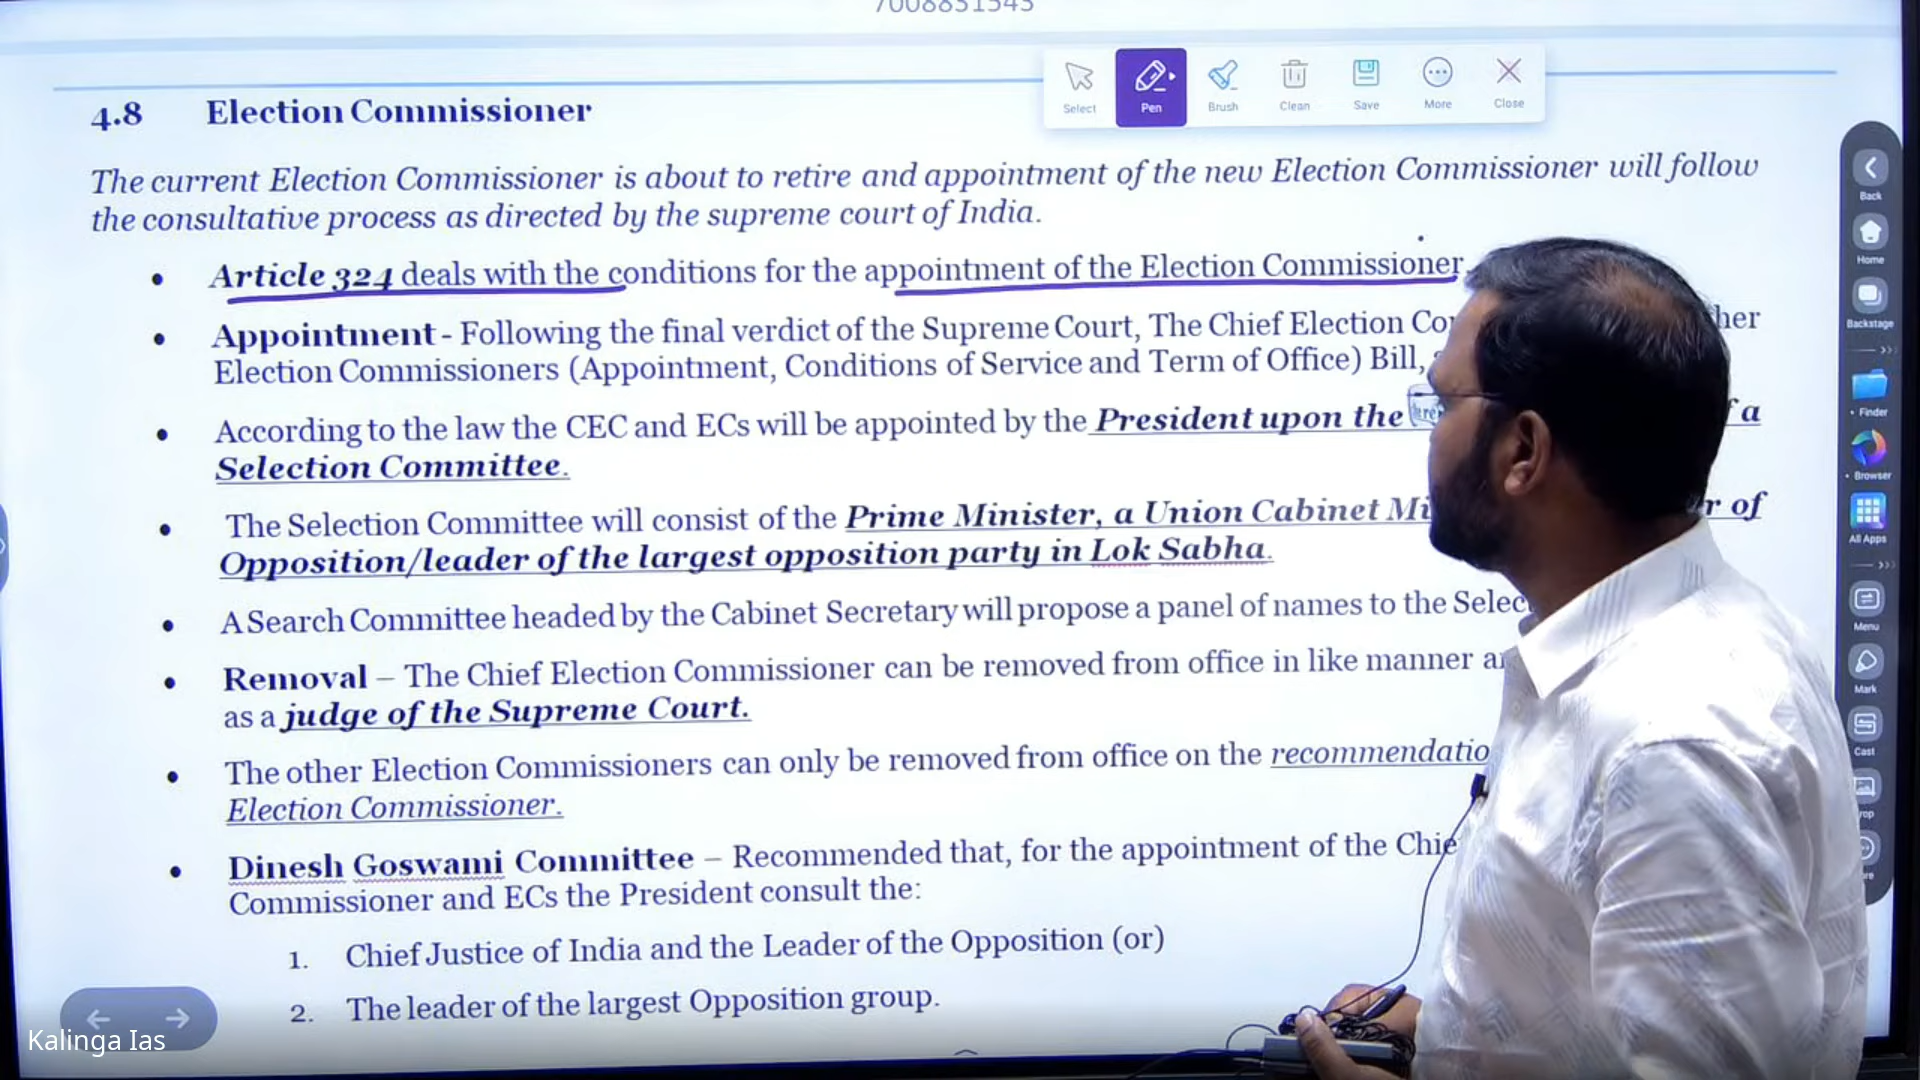 7008851543
4.8 Election Commissioner
The current Election Commissioner is about to retire and appointment of the new Election Commissioner will follow
the consultative process as directed by the supreme court of India.
• Article 324 deals with the conditions for the appointment of the Election Commissioner.
• Appointment - Following the final verdict of the Supreme Court, The Chief Election
Election Commissioners (Appointment, Conditions of Service and Term of Office) Bill,
• According to the law the CEC and ECs will be appointed by the President upon the a
Selection Committee.
• The Selection Committee will consist of the Prime Minister, a Union Cabinet of
Opposition/leader of the largest opposition party in Lok Sabha.
• A Search Committee headed by the Cabinet Secretary will propose a panel of names to the
• Removal – The Chief Election Commissioner can be removed from office in like manner
as a judge of the Supreme Court.
• The other Election Commissioners can only be removed from office on the
Election Commissioner.
• Dinesh Goswami Committee – Recommended that, for the appointment of the
Commissioner and ECs the President consult the:
1. Chief Justice of India and the Leader of the Opposition (or)
2. The leader of the largest Opposition group.
Select Pen Brush Clean Save More Close
Back
Home
Backstage
Finder
Browser
All Apps
Menu
Mark
Cast
Kalinga Ias